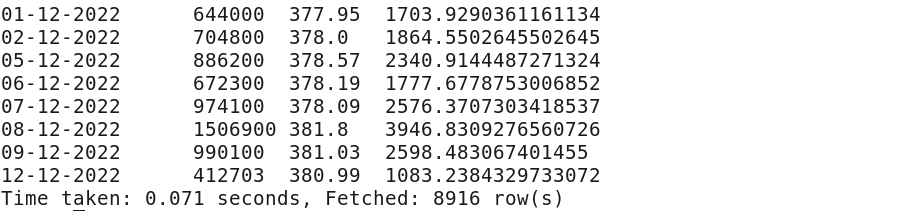 01-12-2022 644000 377.95 1703.9290361161134
02-12-2022 704800 378.0 1864.5502645502645
05-12-2022 886200 378.57 2340.9144487271324
06-12-2022 672300 378.19 1777.6778753006852
07-12-2022 974100 378.09 2576.3707303418537
08-12-2022 1506900 381.8 3946.8309276560726
09-12-2022 990100 381.03 2598.483067401455
12-12-2022 412703 380.99 1083.2384329733072
Time taken: 0.071 seconds, Fetched: 8916 row(s)